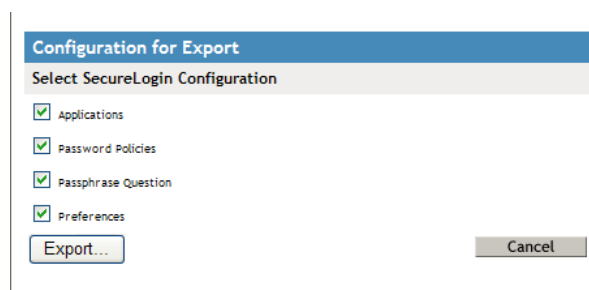 Configuration for Export
Select SecureLogin Configuration
Applications
Password Policies
Passphrase Question
Preferences
Export... Cancel